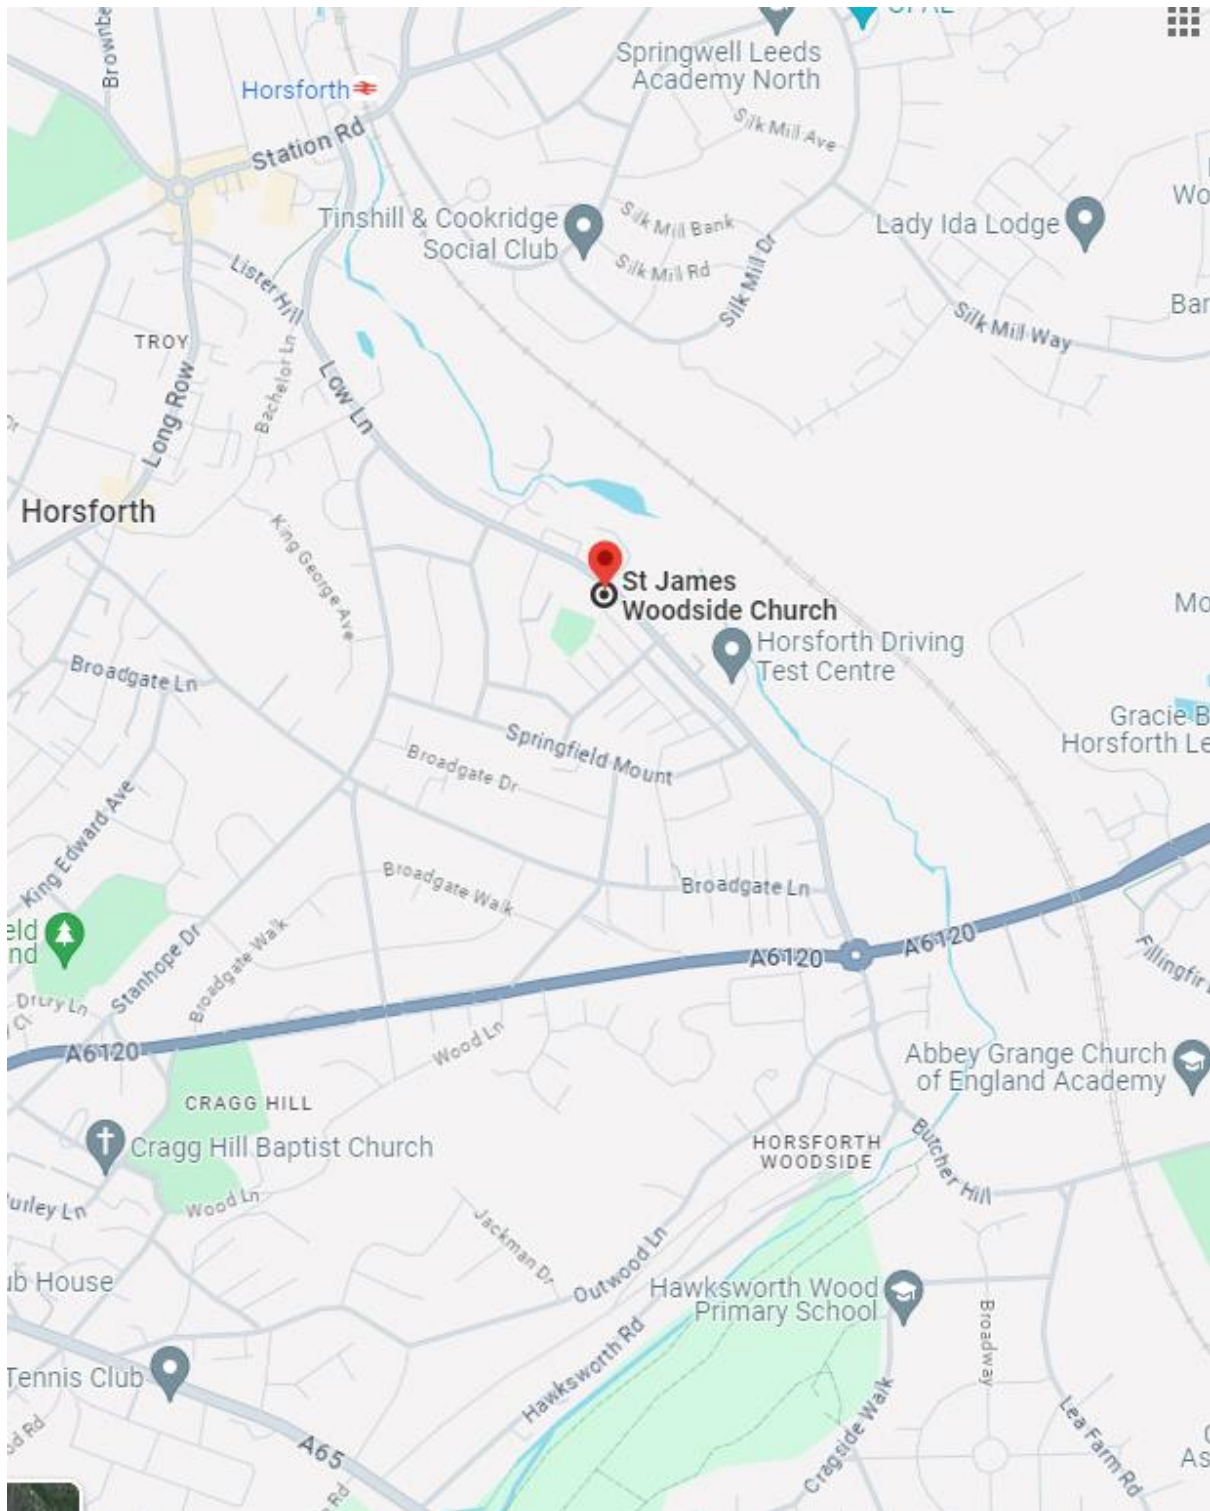 Horsforth
Station Rd
Springwell Leeds
Academy North
Silk Mill Ave
Tinshill & Cookridge
Social Club
Silk Mill Bank
Silk Mill Rd
Silk Mill Dr
Lady Ida Lodge
Silk Mill Way
Lister Hill
TROY
Long Row
Bachelor Ln
Low Ln
Horsforth
King George Ave
St James
Woodside Church
Horsforth Driving
Test Centre
Broadgate Ln
Springfield Mount
Broadgate Dr
Gracie B
Horsforth Le
King Edward Ave
Broadgate Walk
Broadgate Ln
Stanhope Dr
Broadgate Walk
A6120
A6120
A6120
Fillingfir
Drury Ln
Wood Ln
CRAGG HILL
Abbey Grange Church
of England Academy
Cragg Hill Baptist Church
HORSFORTH
WOODSIDE
Butcher Hill
Wood Ln
Jackman Dr
Outwood Ln
Hawksworth Wood
Primary School
Hawksworth Rd
Broadway
Tennis Club
A65
Cragside Walk
Lea Farm Rd